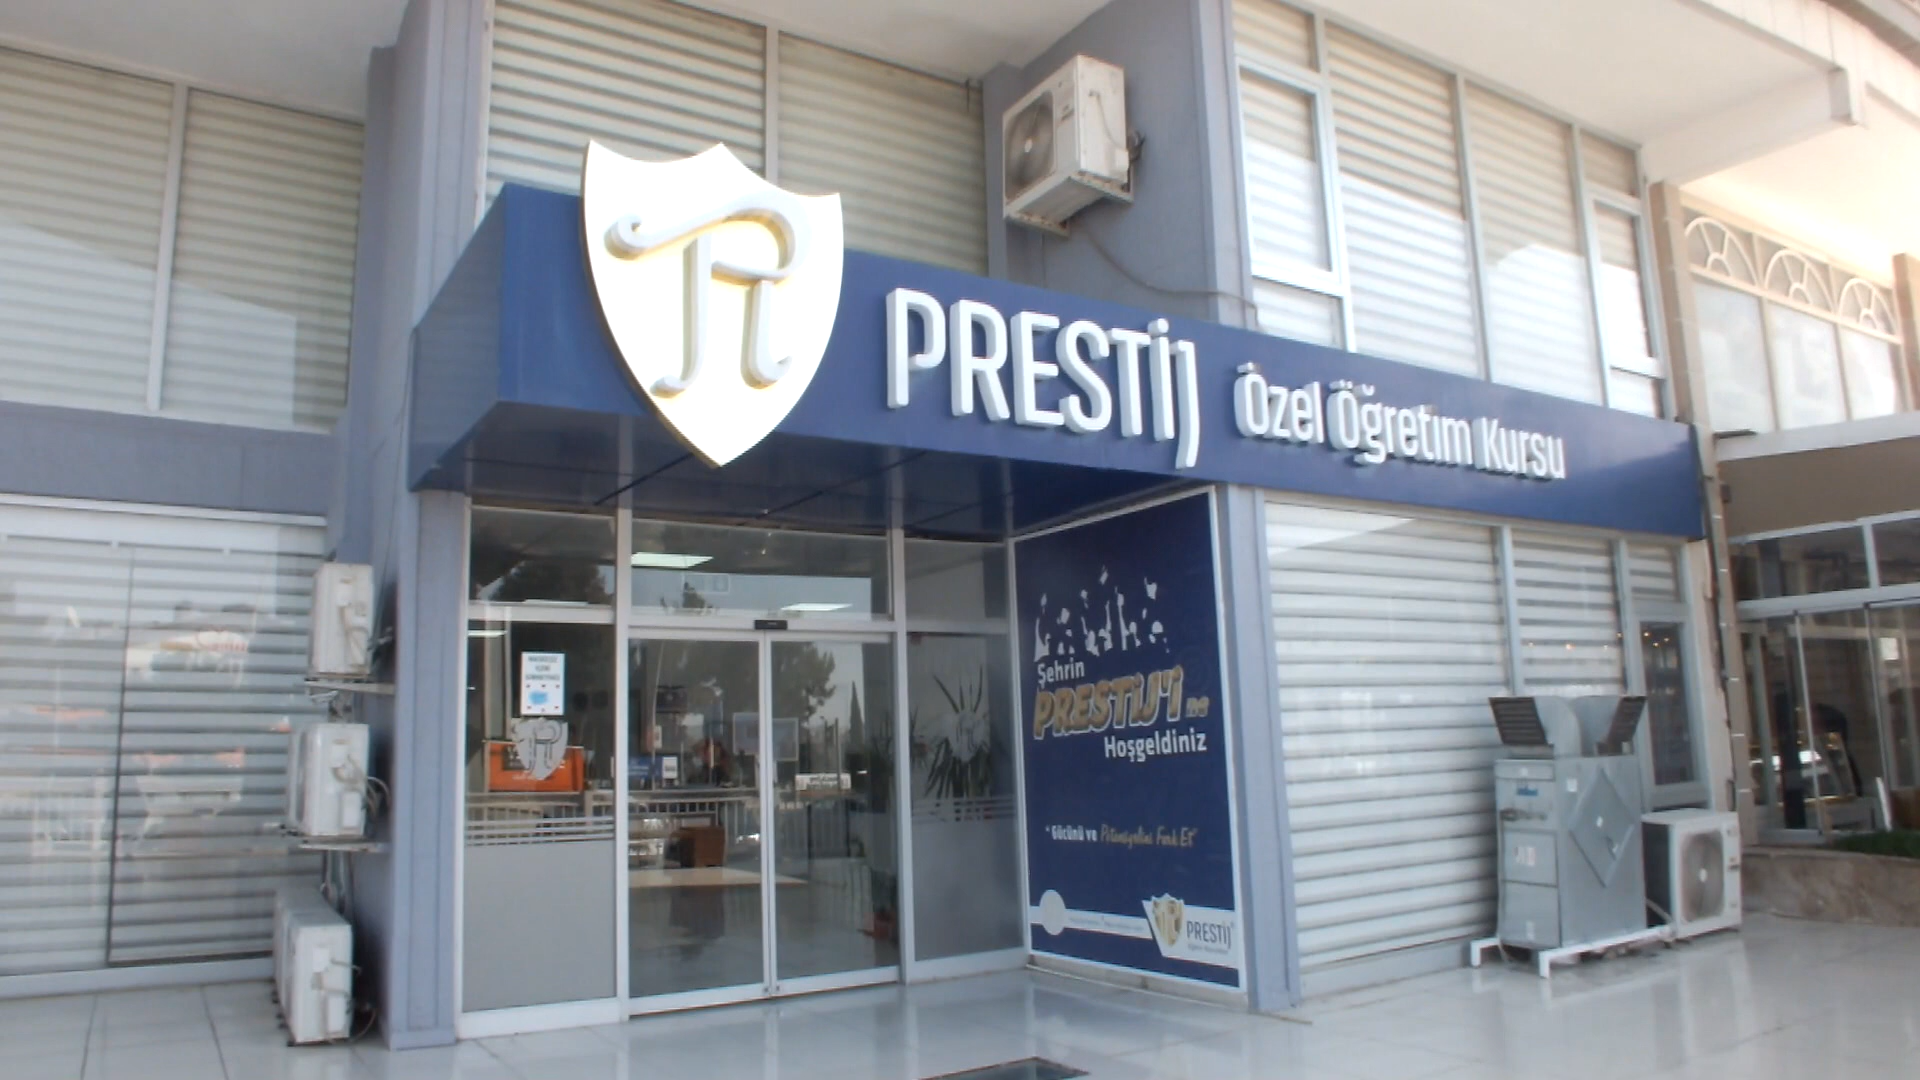 PRESTİJ Özel Öğretim Kursu
Şehrin
PRESTİJ'i ne
Hoşgeldiniz
"Gücünü ve Potansiyelini Fark Et"
PRESTİJ